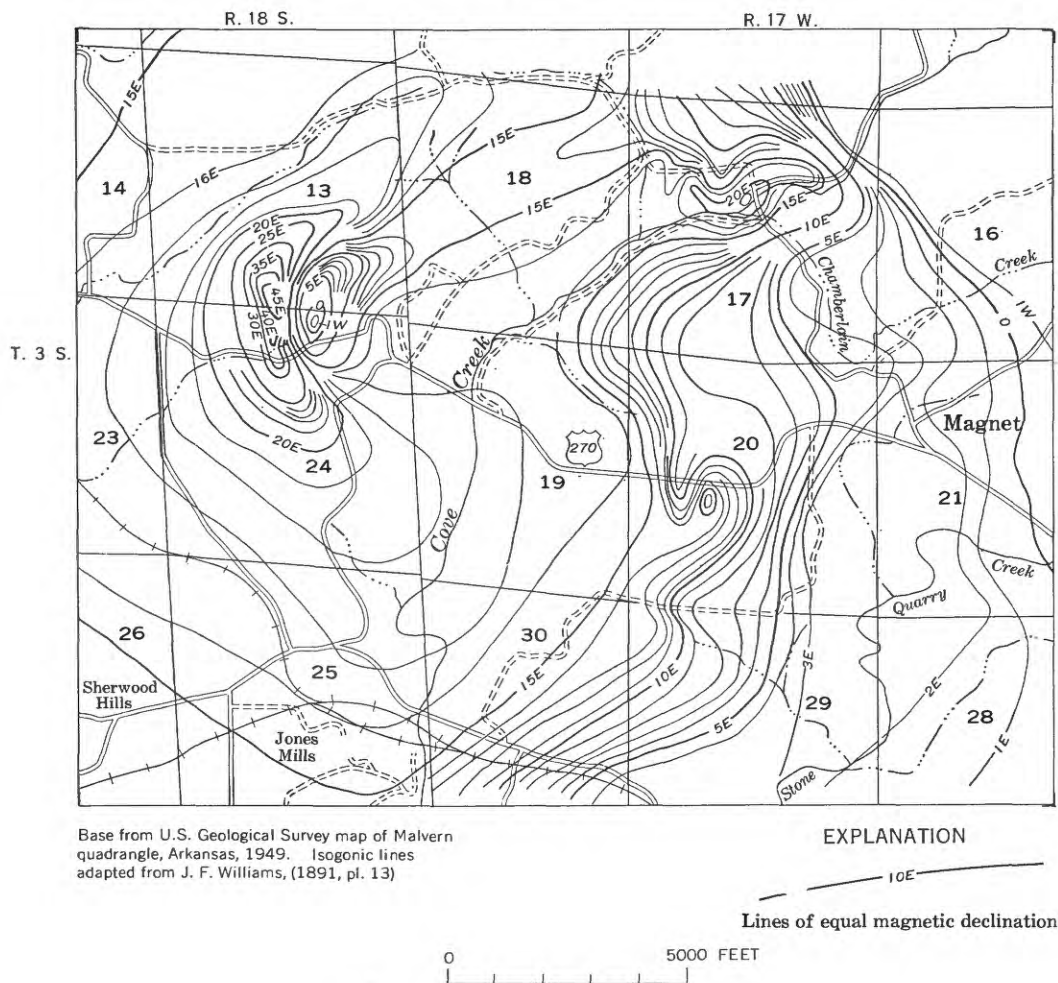 R. 18 S.
R. 17 W.
T. 3 S.
15E
14
16E
13
18
15E
15E
20E
25E
35E
45E
40E
30E
5E
1W
20E
15E
10E
5E
16
Creek
17
Chamberlain
0
1W
Creek
23
20E
24
270
19
20
Magnet
21
Cove
Creek
Quarry
26
25
30
15E
10E
5E
3E
29
2E
28
1E
Sherwood
Hills
Jones
Mills
Stone
Base from U.S. Geological Survey map of Malvern
quadrangle, Arkansas, 1949. Isogonic lines
adapted from J. F. Williams, (1891, pl. 13)
EXPLANATION
10E
Lines of equal magnetic declination
0 5000 FEET